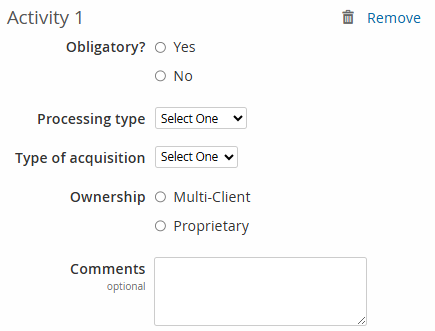 Activity 1 Remove
Obligatory? Yes
No
Processing type Select One
Type of acquisition Select One
Ownership Multi-Client
Proprietary
Comments
optional